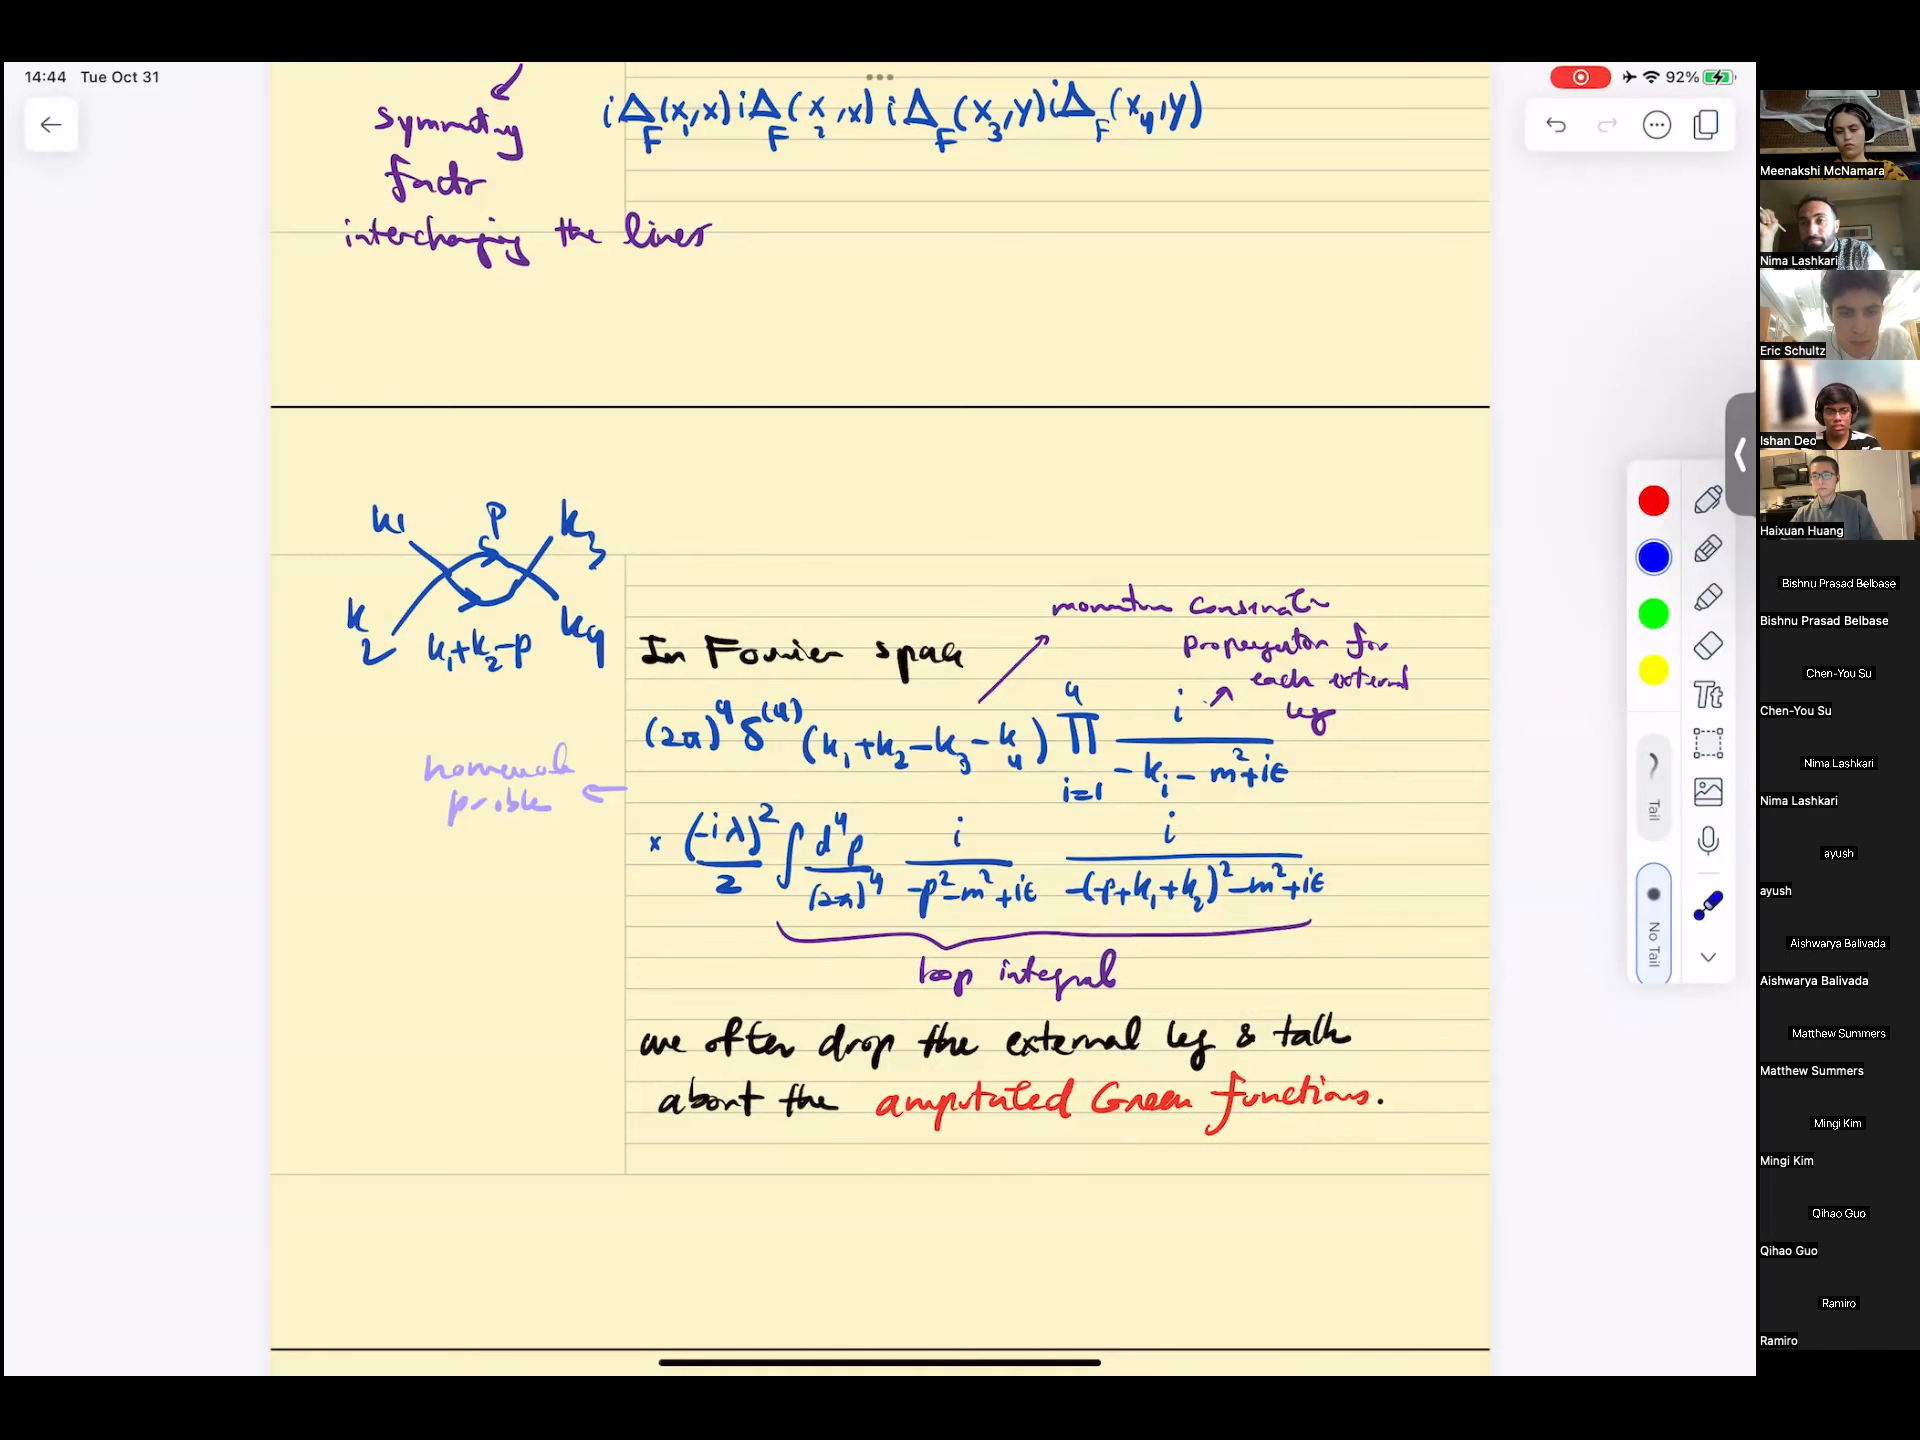 14:44 Tue Oct 31
92%
iΔ_F(x_1,x) iΔ_F(x_2,x) iΔ_F(x_3,y) iΔ_F(x_4,y)
symmetry
factor
interchanging the lines
k_1 p k_3
k_2 k_1+k_2-p k_4
momentum
propagator for
each external
leg
In Fourier space
(2π)^4 δ^(4)(k_1+k_2-k_3-k_4) ∏_{i=1}^4 i/(-k_i - m^2+iϵ)
homework
× (-iλ)^2/2 ∫ d^4p/(2π)^4 i/(-p^2-m^2+iϵ) i/(-(-p+k_1+k_2)^2-m^2+iϵ)
loop integral
we often drop the external leg & talk
about the amputated Green functions.
Tt
Tail
No Tail
Meenakshi McNamara
Nima Lashkari
Eric Schultz
Ishan Deo
Haixuan Huang
Bishnu Prasad Belbase
Bishnu Prasad Belbase
Chen-You Su
Chen-You Su
Nima Lashkari
Nima Lashkari
ayush
ayush
Aishwarya Balivada
Aishwarya Balivada
Matthew Summers
Matthew Summers
Mingi Kim
Mingi Kim
Qihao Guo
Qihao Guo
Ramiro
Ramiro